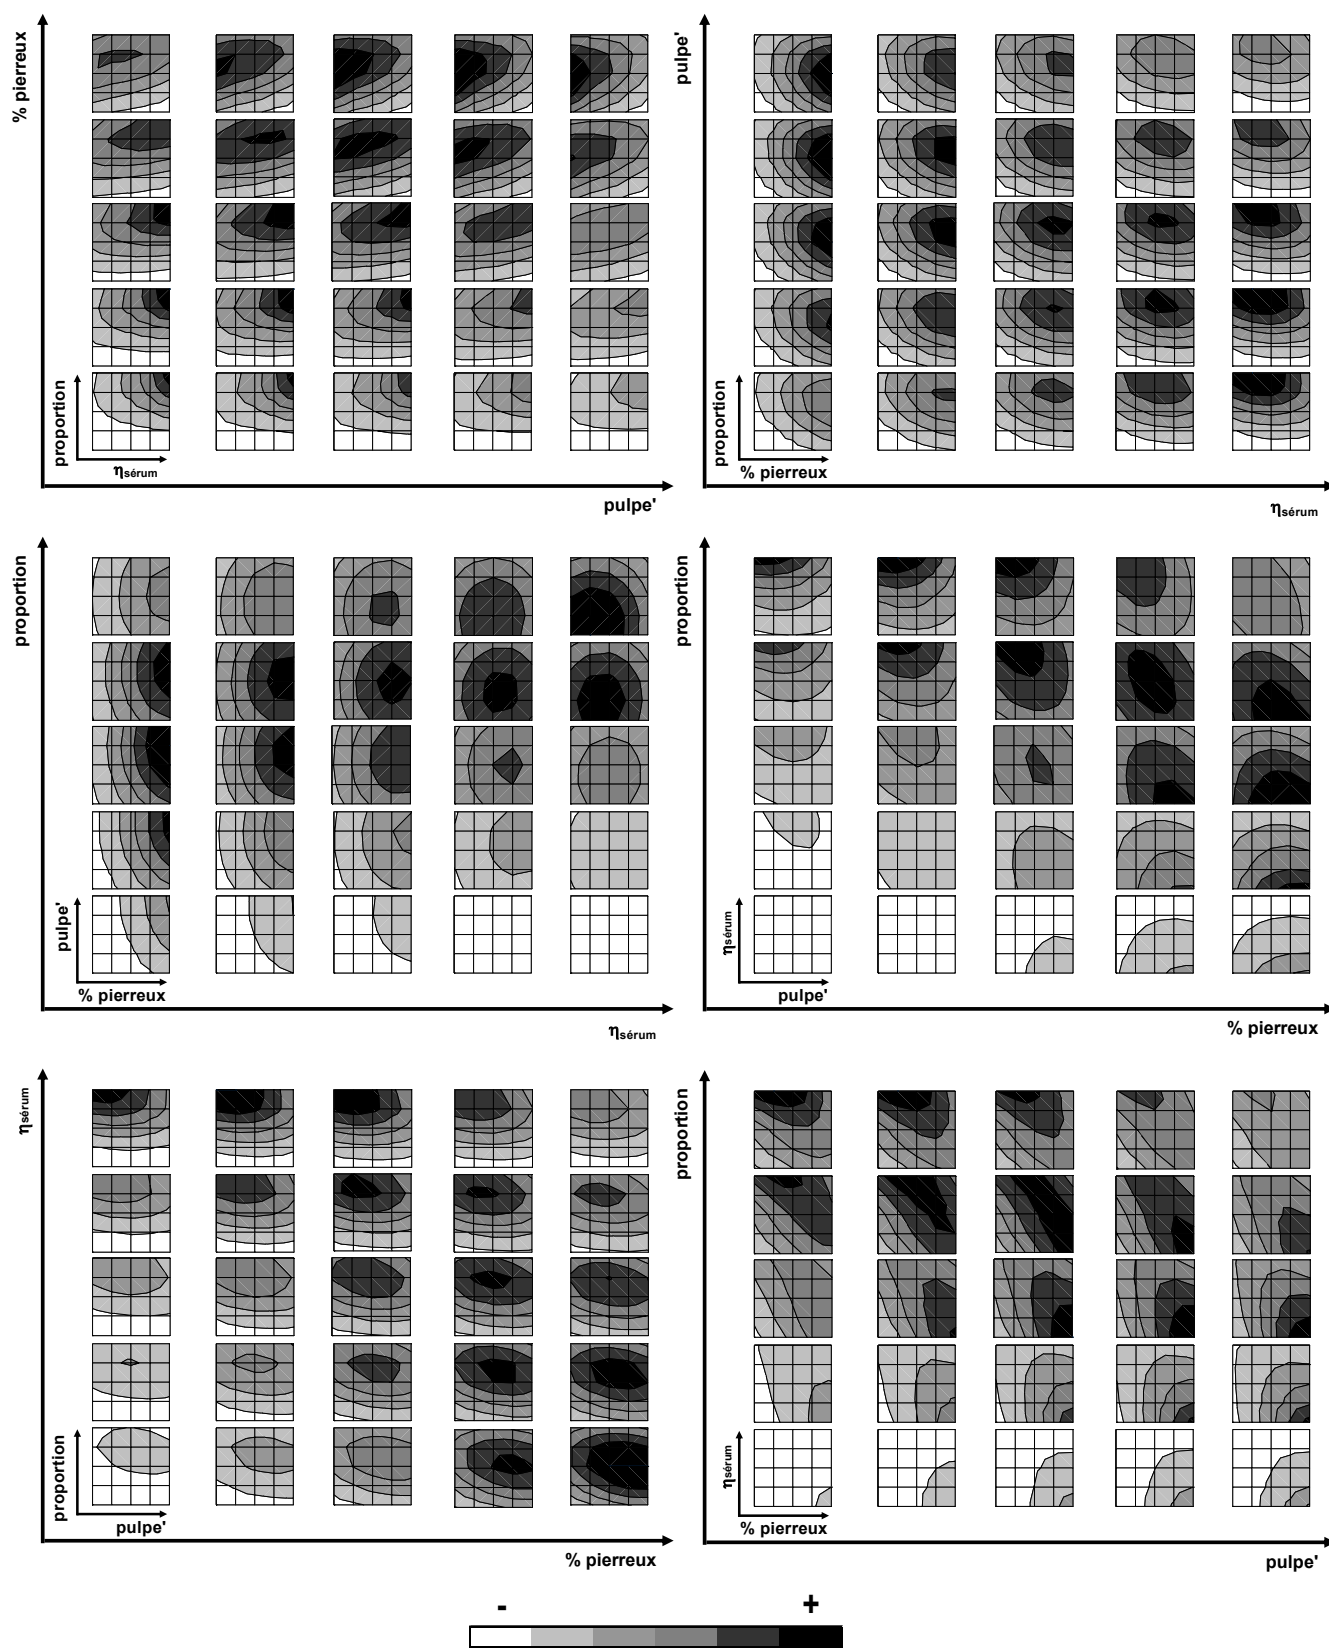 % pierreux
proportion
ηsérum
pulpe'
pulpe'
proportion
% pierreux
ηsérum
proportion
pulpe'
% pierreux
ηsérum
proportion
ηsérum
pulpe'
% pierreux
ηsérum
proportion
pulpe'
% pierreux
proportion
ηsérum
% pierreux
pulpe'
- +